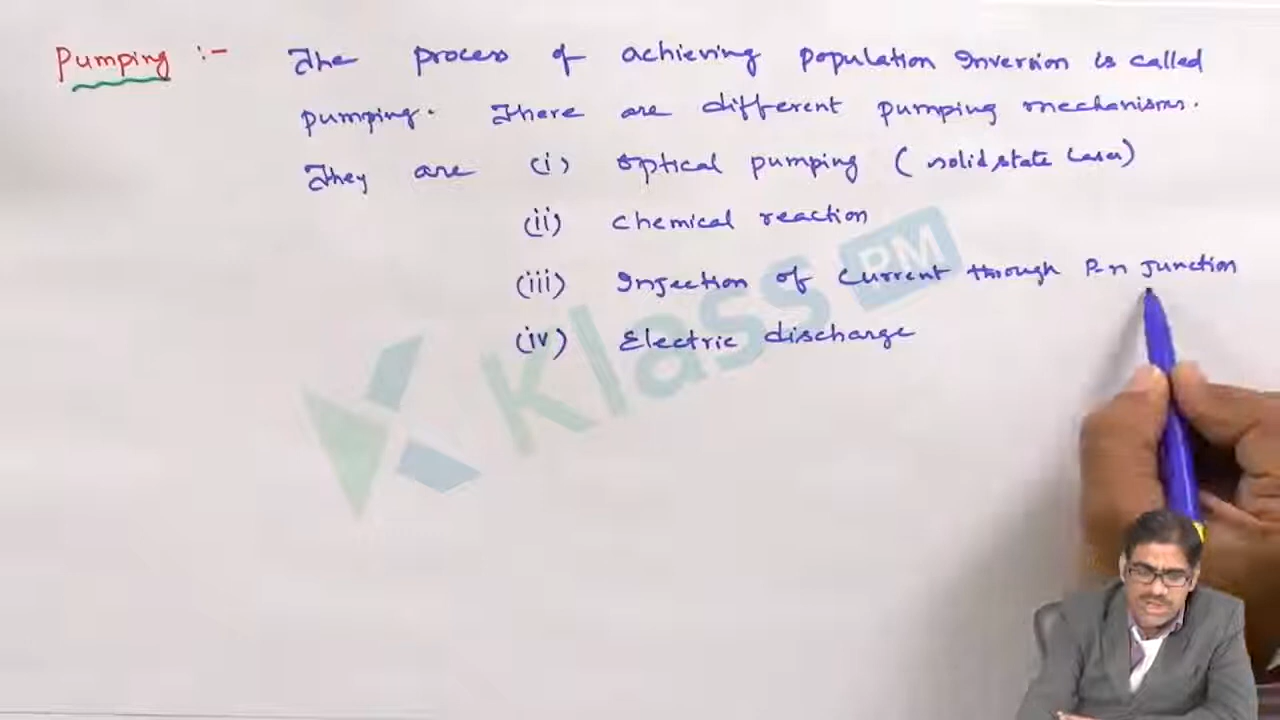 Pumping :- The process of achieving population Inversion is called
pumping. There are different pumping mechanisms.
They are (i) optical pumping (solid state laser)
(ii) chemical reaction
(iii) Injection of current through P-n junction
(iv) Electric discharge
Klass PM